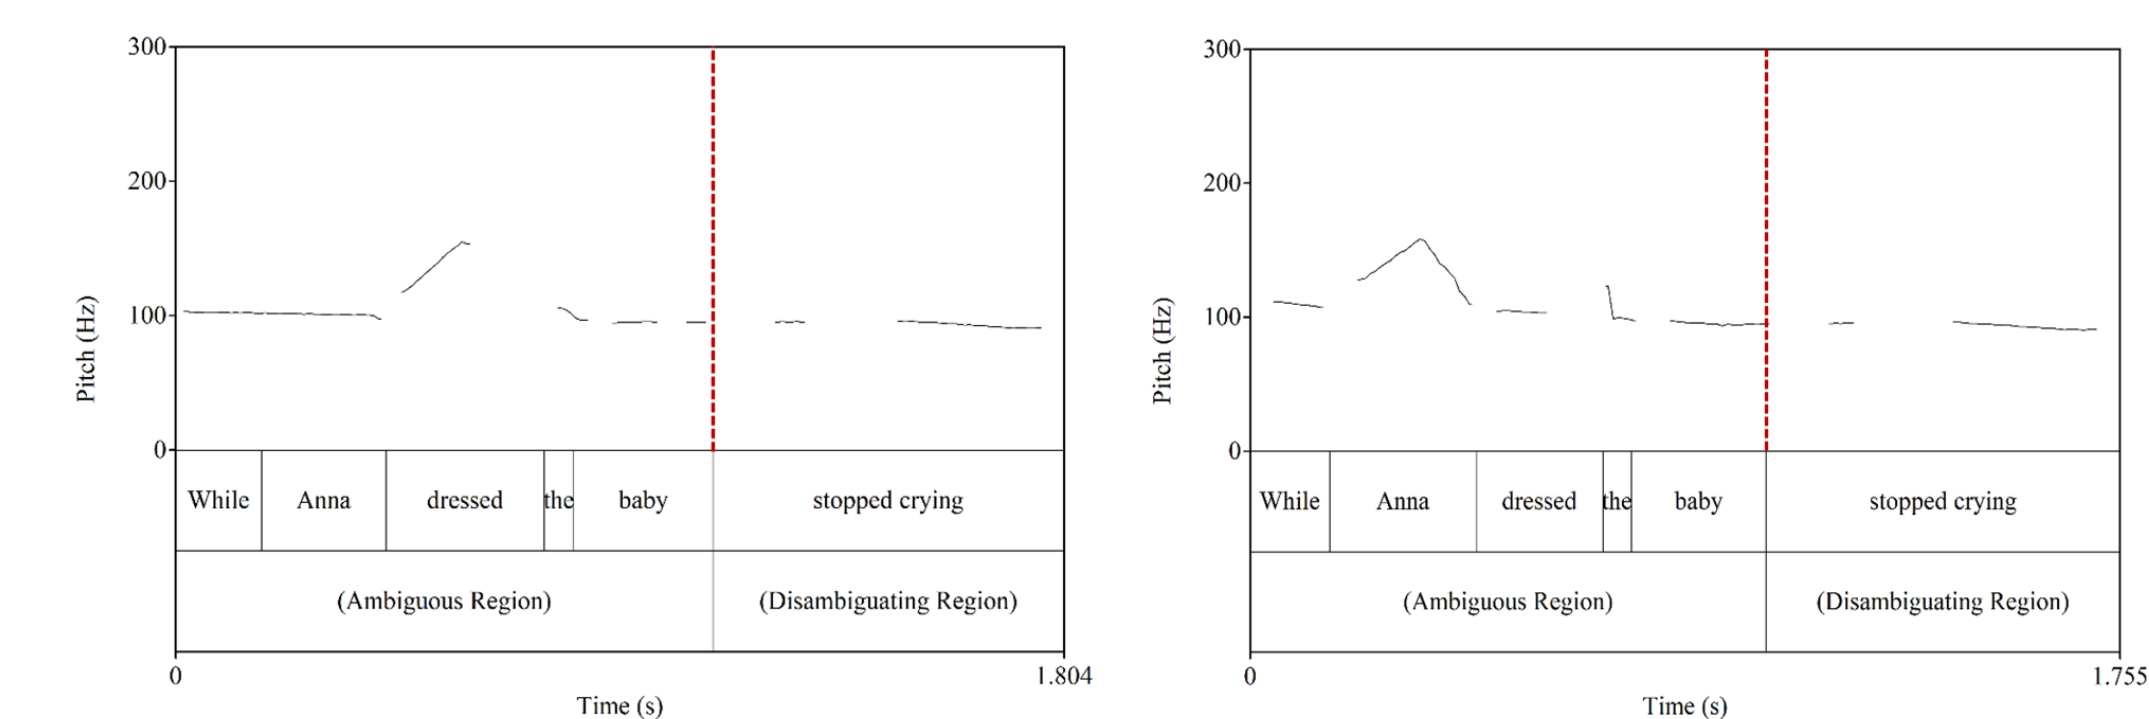 300
200
100
0
Pitch (Hz)
While Anna dressed the baby stopped crying
(Ambiguous Region) (Disambiguating Region)
0 1.804
Time (s)
300
200
100
0
Pitch (Hz)
While Anna dressed the baby stopped crying
(Ambiguous Region) (Disambiguating Region)
0 1.755
Time (s)